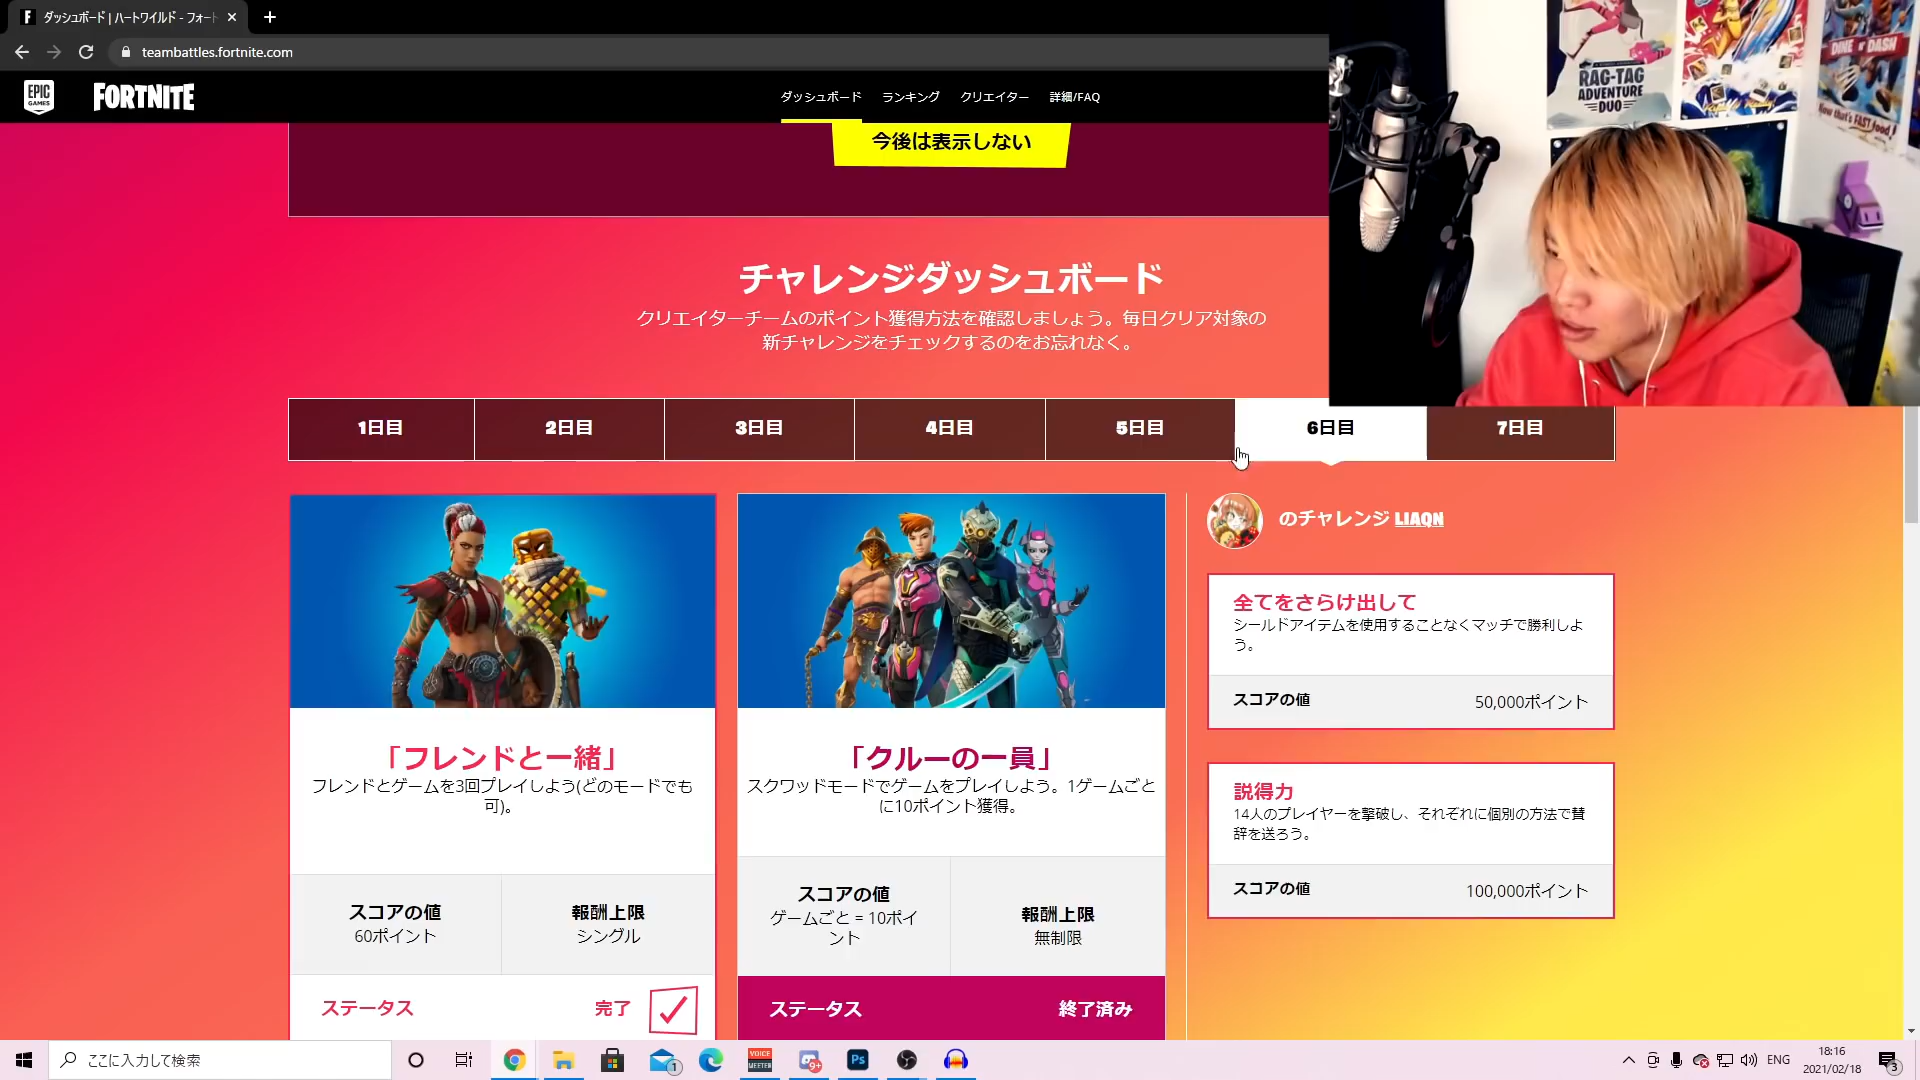 ダッシュボード | ハートワイルド - フォート
teambattles.fortnite.com
EPIC
GAMES
FORTNITE
ダッシュボード
ランキング
クリエイター
詳細/FAQ
RAG-TAG
ADVENTURE
DUO
DINE N' DASH
Now that's FAST food!
今後は表示しない
チャレンジダッシュボード
クリエイターチームのポイント獲得方法を確認しましょう。毎日クリア対象の
新チャレンジをチェックするのをお忘れなく。
1日目
2日目
3日目
4日目
5日目
6日目
7日目
のチャレンジ LIAQN
全てをさらけ出して
シールドアイテムを使用することなくマッチで勝利しよ
う。
スコアの値
50,000ポイント
説得力
14人のプレイヤーを撃破し、それぞれに個別の方法で賛
辞を送ろう。
スコアの値
100,000ポイント
「フレンドと一緒」
フレンドとゲームを3回プレイしよう(どのモードでも
可)。
スコアの値
60ポイント
報酬上限
シングル
ステータス
完了
「クルーの一員」
スクワッドモードでゲームをプレイしよう。1ゲームごと
に10ポイント獲得。
スコアの値
ゲームごと = 10ポイ
ント
報酬上限
無制限
ステータス
終了済み
ここに入力して検索
1
VOICE
MEETER
9+
Ps
ENG
18:16
2021/02/18
3